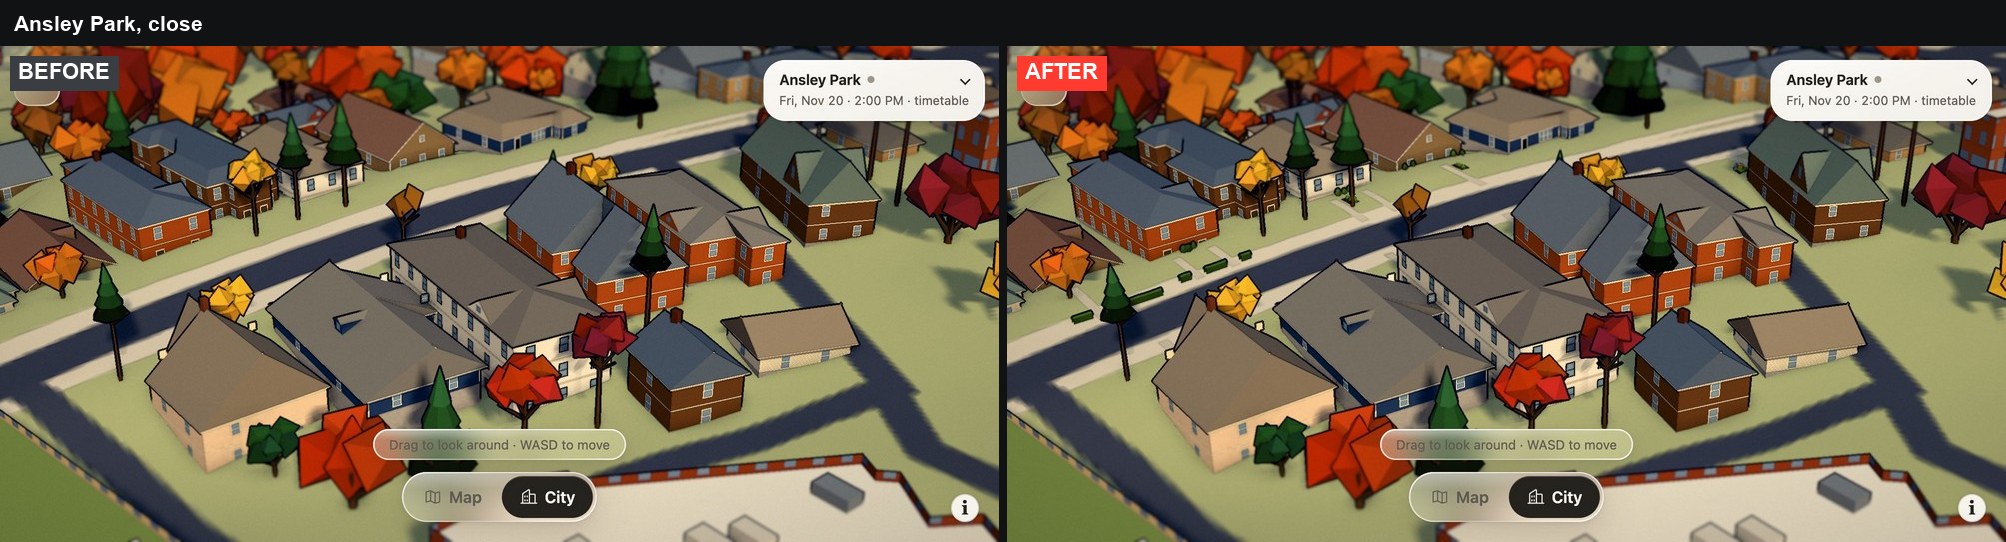 Ansley Park, close
BEFORE
Ansley Park
Fri, Nov 20 · 2:00 PM · timetable
Drag to look around · WASD to move
Map
City
i
AFTER
Ansley Park
Fri, Nov 20 · 2:00 PM · timetable
Drag to look around · WASD to move
Map
City
i